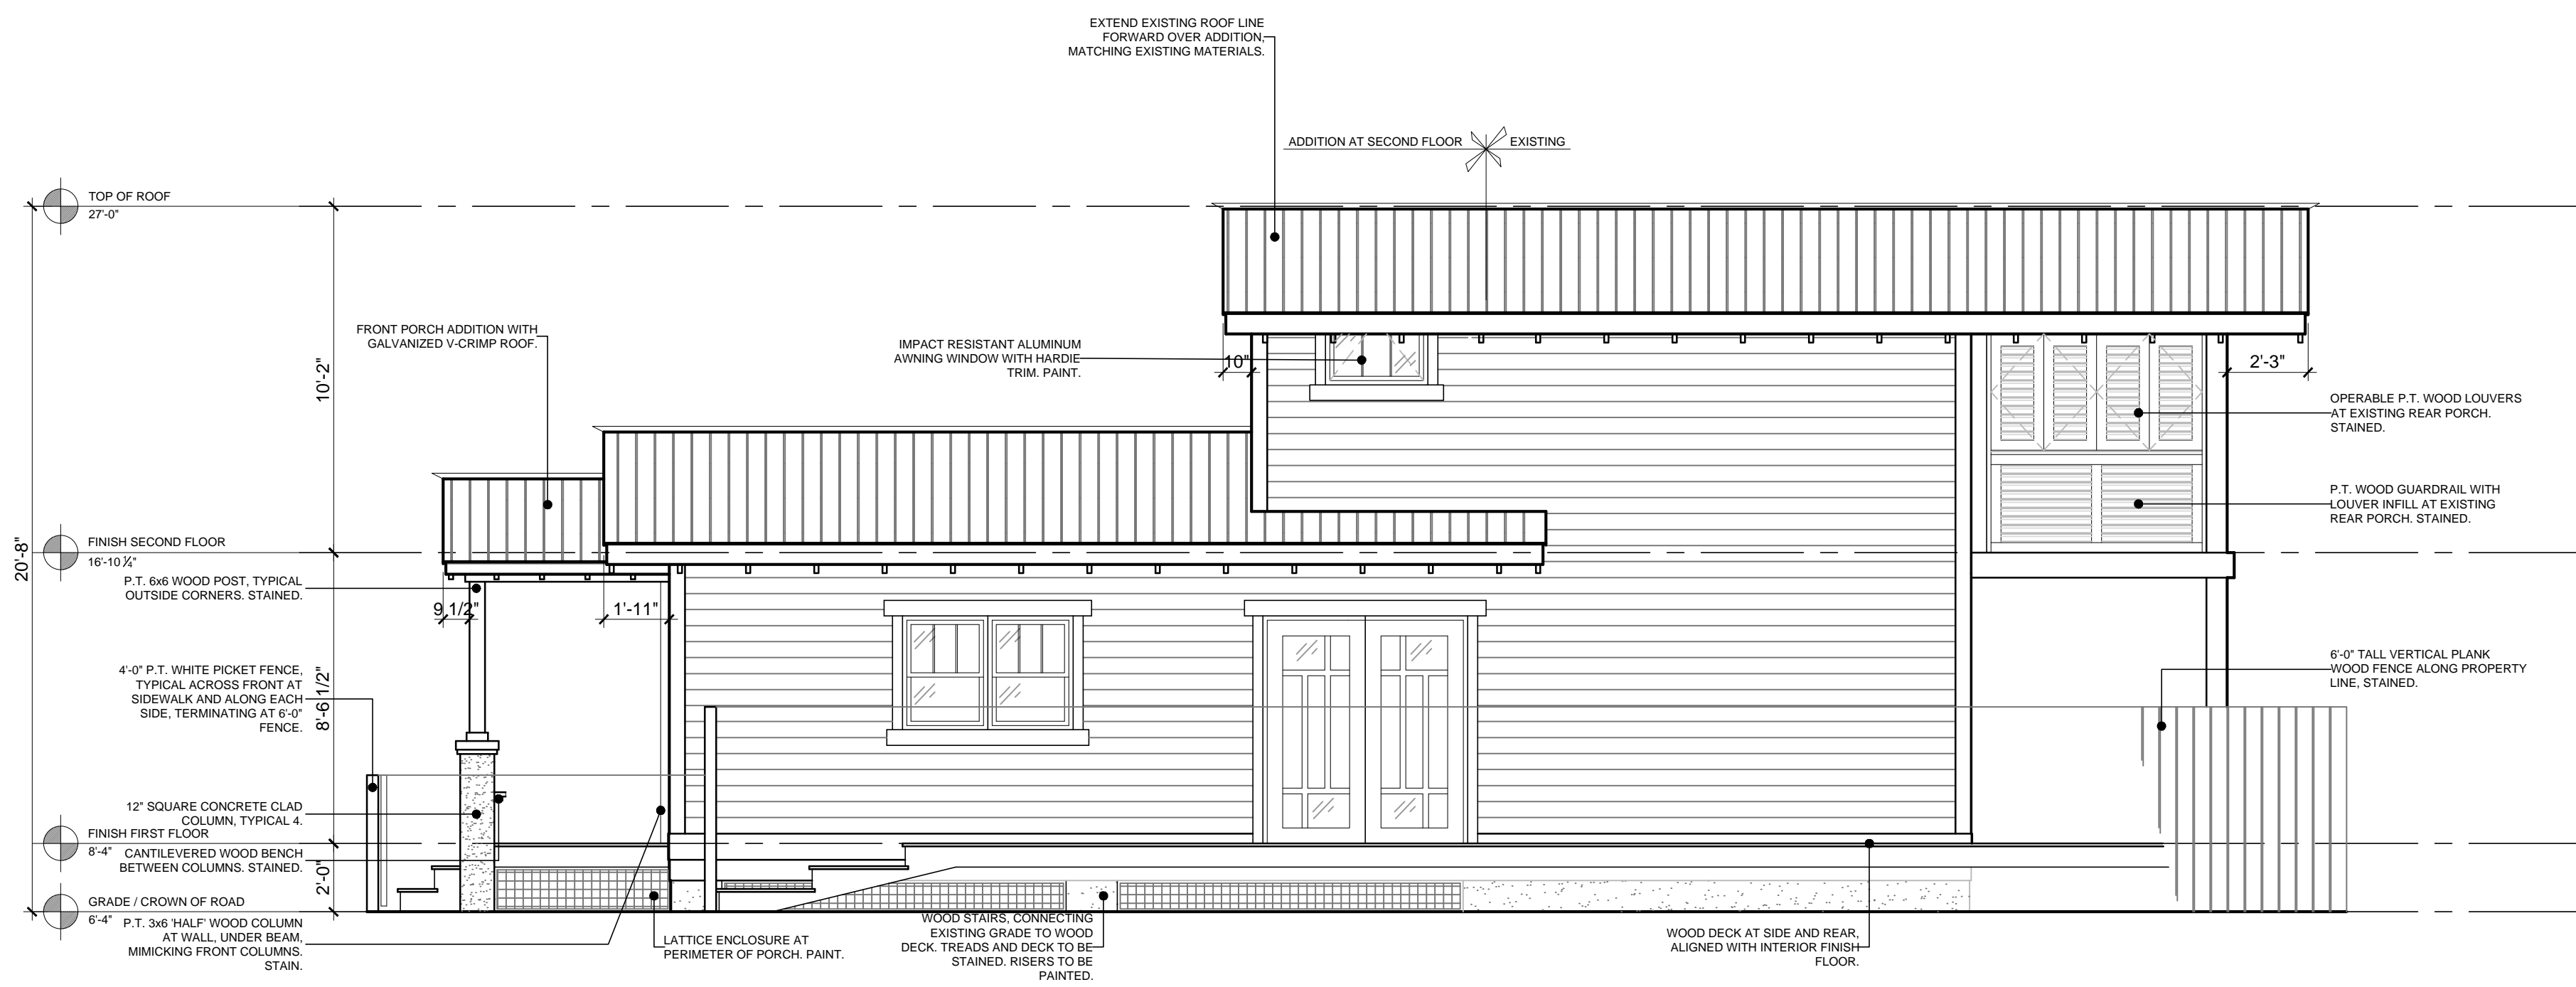 EXTEND EXISTING ROOF LINE
FORWARD OVER ADDITION,
MATCHING EXISTING MATERIALS.
ADDITION AT SECOND FLOOR
EXISTING
TOP OF ROOF
27'-0"
FRONT PORCH ADDITION WITH
GALVANIZED V-CRIMP ROOF.
IMPACT RESISTANT ALUMINUM
AWNING WINDOW WITH HARDIE
TRIM. PAINT.
10"
2'-3"
10'-2"
OPERABLE P.T. WOOD LOUVERS
AT EXISTING REAR PORCH.
STAINED.
P.T. WOOD GUARDRAIL WITH
LOUVER INFILL AT EXISTING
REAR PORCH. STAINED.
20'-8"
FINISH SECOND FLOOR
16'-10 1/4"
P.T. 6x6 WOOD POST, TYPICAL
OUTSIDE CORNERS. STAINED.
9 1/2"
1'-11"
4'-0" P.T. WHITE PICKET FENCE,
TYPICAL ACROSS FRONT AT
SIDEWALK AND ALONG EACH
SIDE, TERMINATING AT 6'-0"
FENCE.
8'-6 1/2"
6'-0" TALL VERTICAL PLANK
WOOD FENCE ALONG PROPERTY
LINE, STAINED.
12" SQUARE CONCRETE CLAD
COLUMN, TYPICAL 4.
FINISH FIRST FLOOR
8'-4"
CANTILEVERED WOOD BENCH
BETWEEN COLUMNS. STAINED.
2'-0"
GRADE / CROWN OF ROAD
6'-4"
P.T. 3x6 'HALF' WOOD COLUMN
AT WALL, UNDER BEAM,
MIMICKING FRONT COLUMNS.
STAIN.
LATTICE ENCLOSURE AT
PERIMETER OF PORCH. PAINT.
WOOD STAIRS, CONNECTING
EXISTING GRADE TO WOOD
DECK. TREADS AND DECK TO BE
STAINED. RISERS TO BE
PAINTED.
WOOD DECK AT SIDE AND REAR,
ALIGNED WITH INTERIOR FINISH
FLOOR.